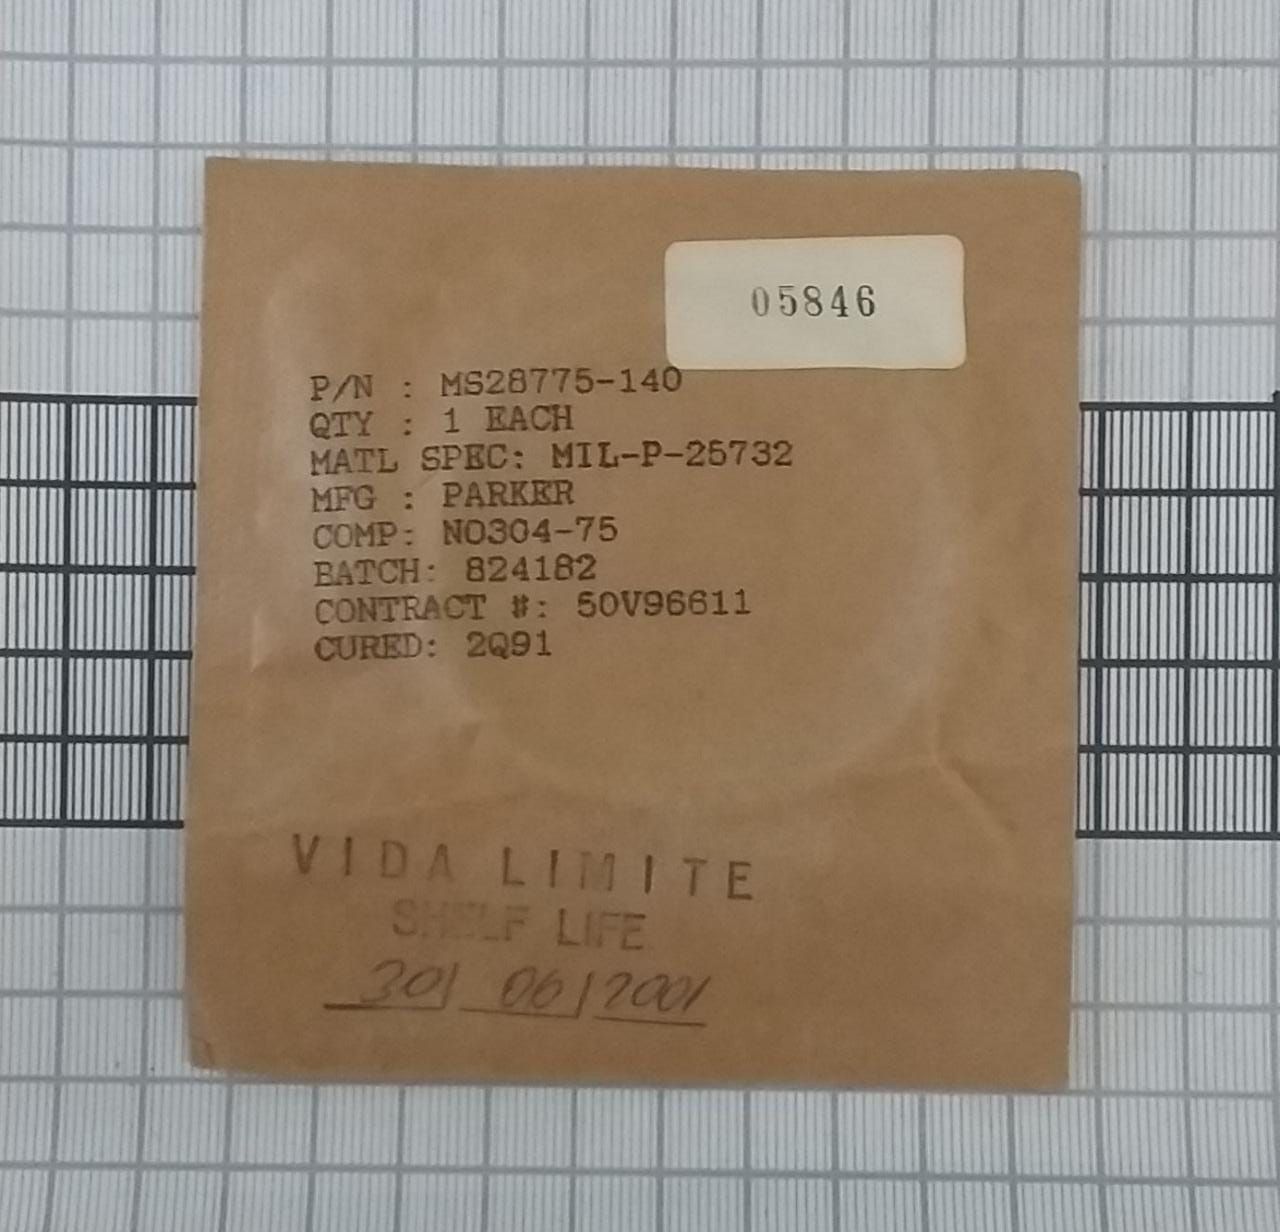 05846
P/N : MS28775-140
QTY : 1 EACH
MATL SPEC: MIL-P-25732
MFG : PARKER
COMP: NO304-75
BATCH: 824182
CONTRACT #: 50V96611
CURED: 2Q91
VIDA LIMITE
SHELF LIFE
30/ 06/2001